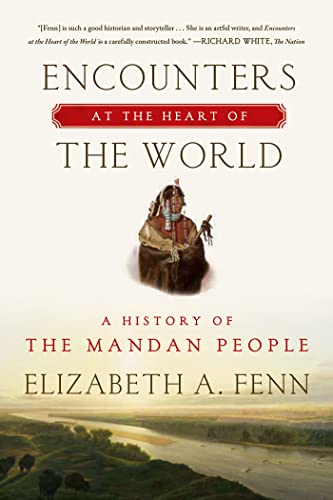 "[Fenn] is such a good historian and storyteller . . . She is an artful writer, and Encounters
at the Heart of the World is a carefully constructed book." —RICHARD WHITE, The Nation
ENCOUNTERS
AT THE HEART OF
THE WORLD
A HISTORY OF
THE MANDAN PEOPLE
ELIZABETH A. FENN